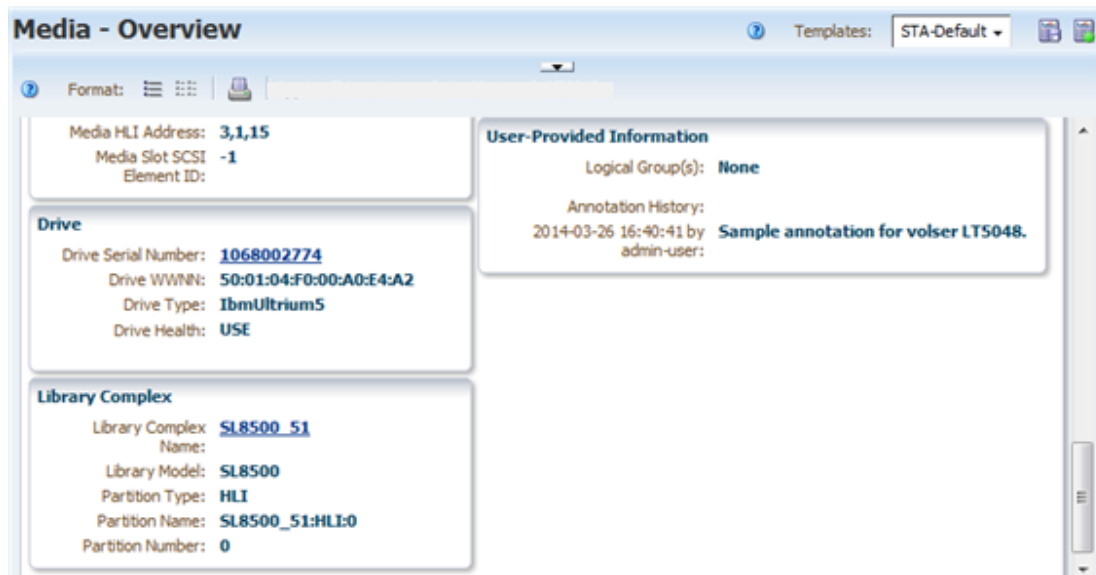 Media - Overview
Templates: STA-Default
Format:
Media HLI Address: 3,1,15
Media Slot SCSI -1
Element ID:
Drive
Drive Serial Number: 1068002774
Drive WWNN: 50:01:04:F0:00:A0:E4:A2
Drive Type: IbmUltrium5
Drive Health: USE
Library Complex
Library Complex SL8500_51
Name:
Library Model: SL8500
Partition Type: HLI
Partition Name: SL8500_51:HLI:0
Partition Number: 0
User-Provided Information
Logical Group(s): None
Annotation History:
2014-03-26 16:40:41 by Sample annotation for volser LT5048.
admin-user: